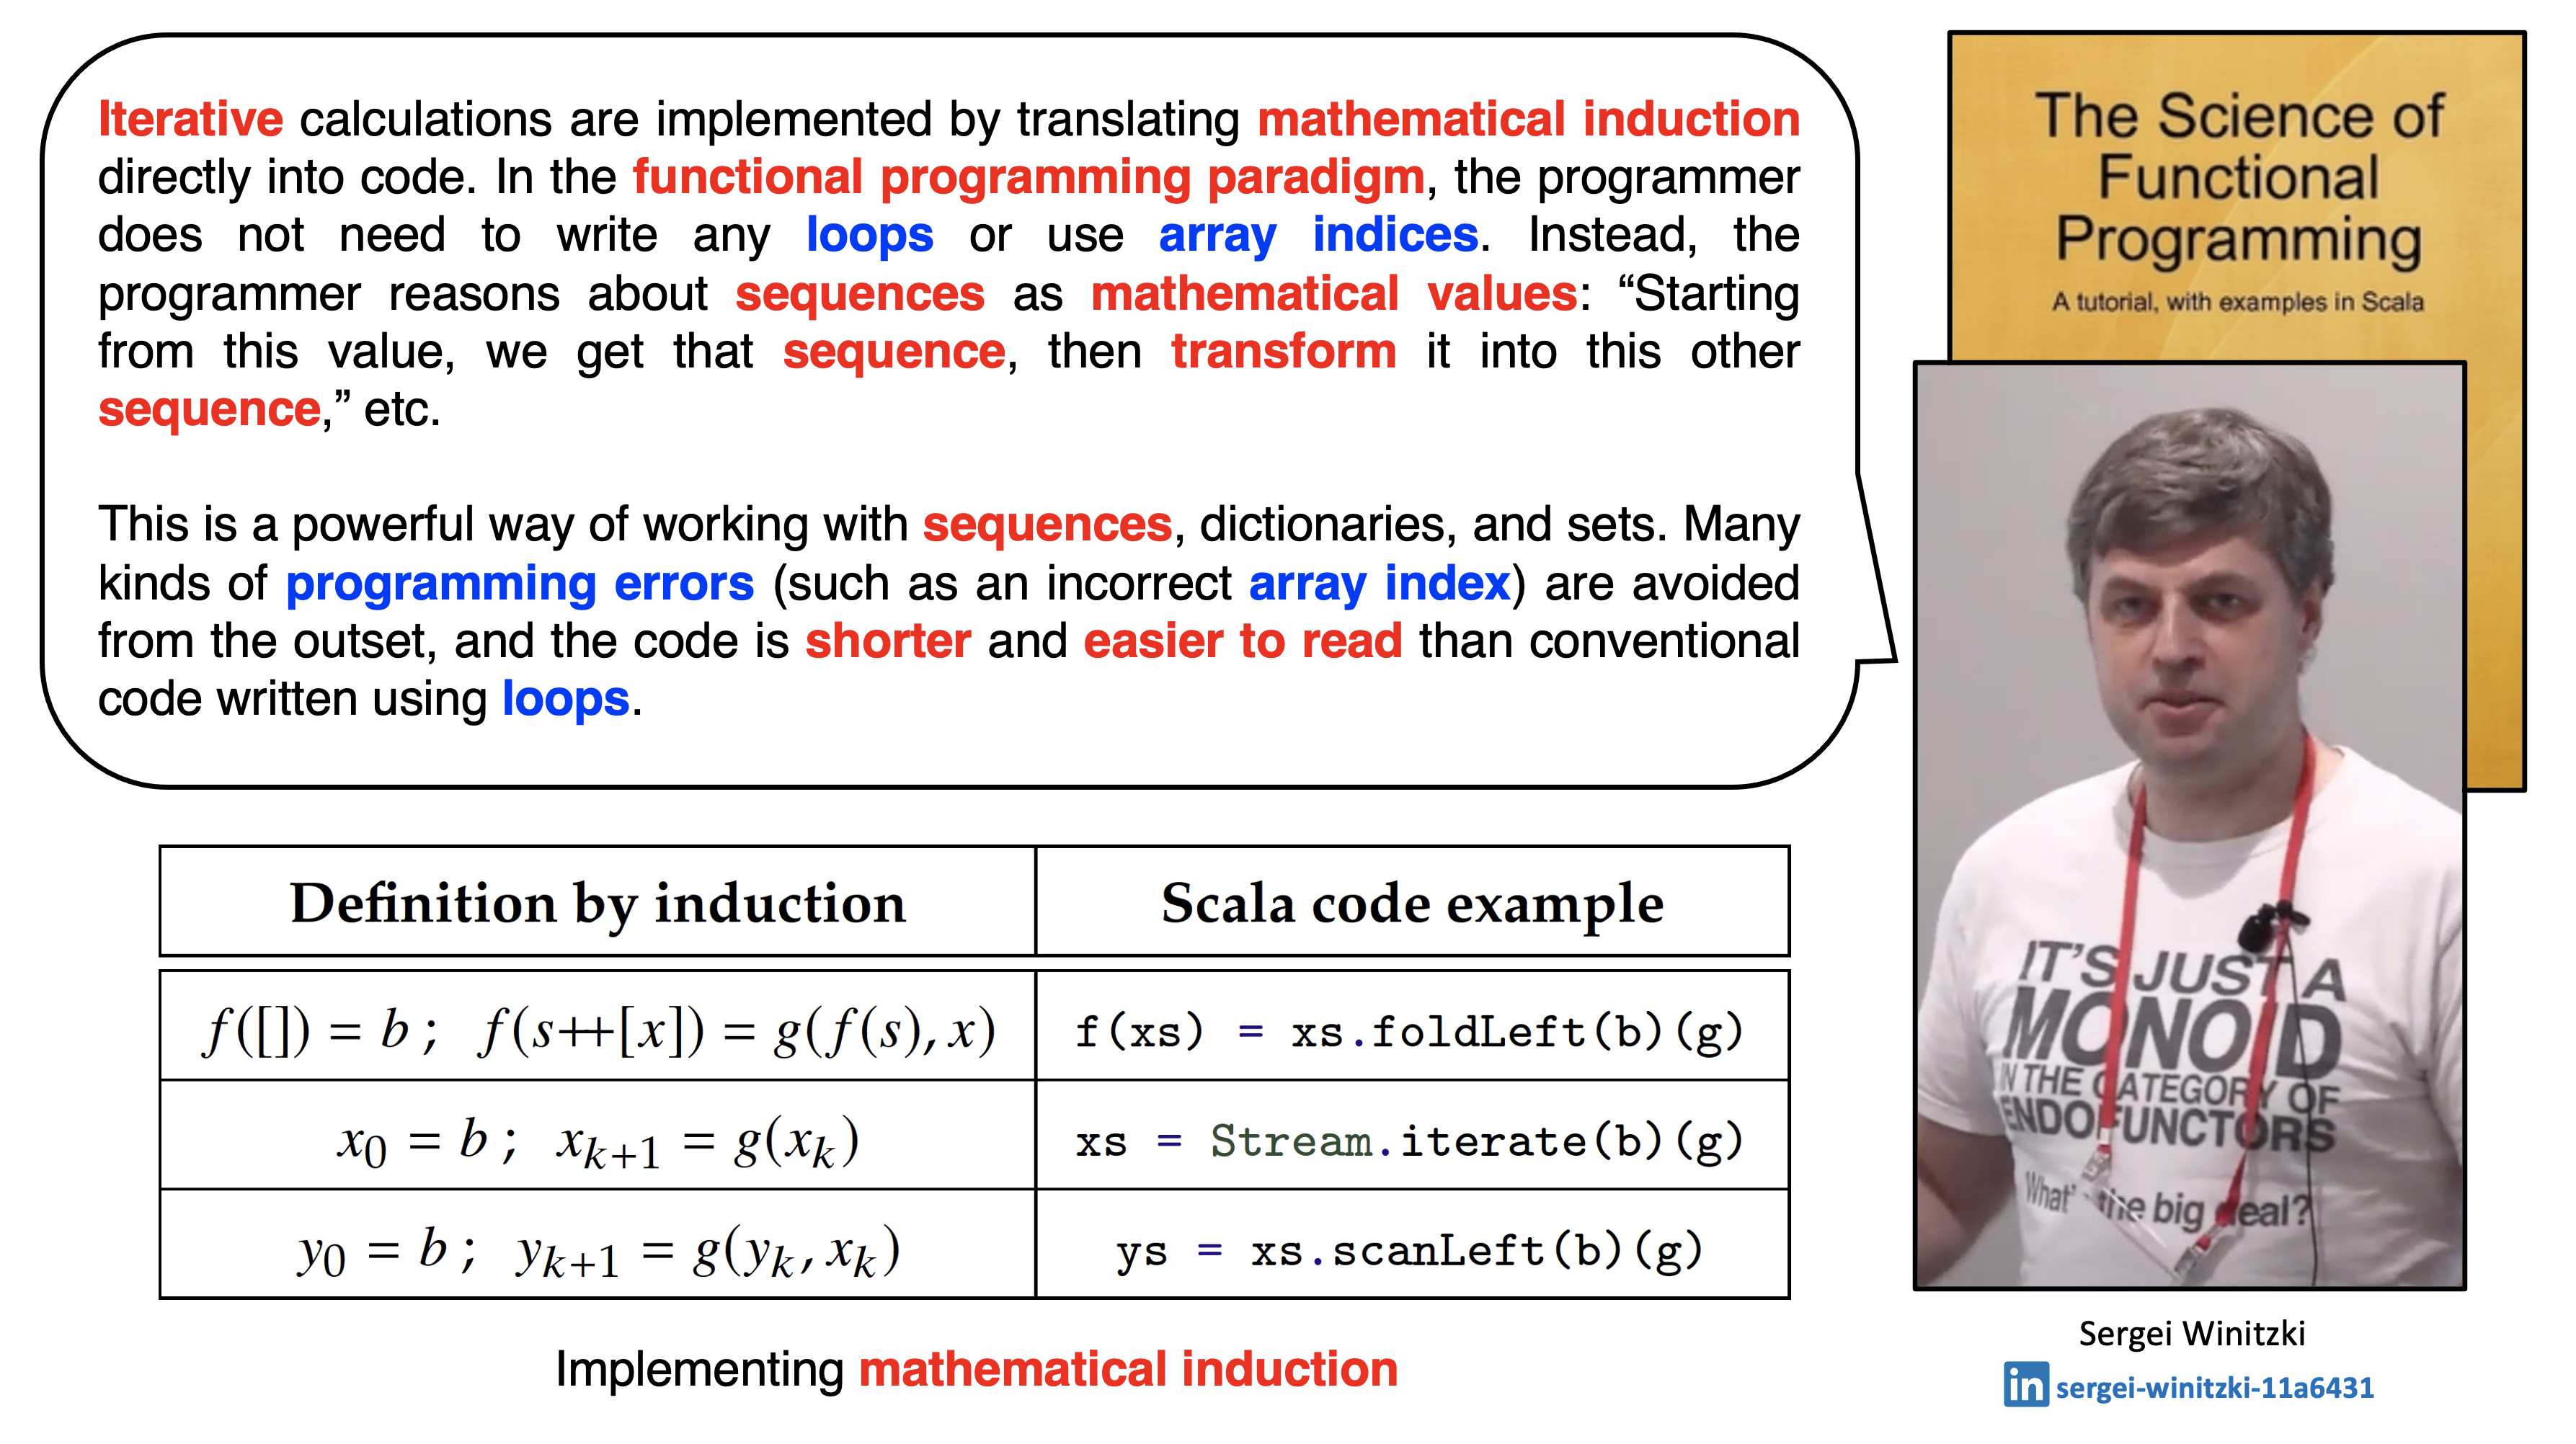 Iterative calculations are implemented by translating mathematical induction
directly into code. In the functional programming paradigm, the programmer
does not need to write any loops or use array indices. Instead, the
programmer reasons about sequences as mathematical values: “Starting
from this value, we get that sequence, then transform it into this other
sequence,” etc.
This is a powerful way of working with sequences, dictionaries, and sets. Many
kinds of programming errors (such as an incorrect array index) are avoided
from the outset, and the code is shorter and easier to read than conventional
code written using loops.
The Science of
Functional
Programming
A tutorial, with examples in Scala
Definition by induction Scala code example
f([]) = b ; f(s++[x]) = g(f(s), x) f(xs) = xs.foldLeft(b)(g)
x₀ = b ; xₖ₊₁ = g(xₖ) xs = Stream.iterate(b)(g)
y₀ = b ; yₖ₊₁ = g(yₖ, xₖ) ys = xs.scanLeft(b)(g)
Implementing mathematical induction
IT'S JUST A
MONOID
IN THE CATEGORY OF
ENDOFUNCTORS
What's the big deal?
Sergei Winitzki
in sergei-winitzki-11a6431